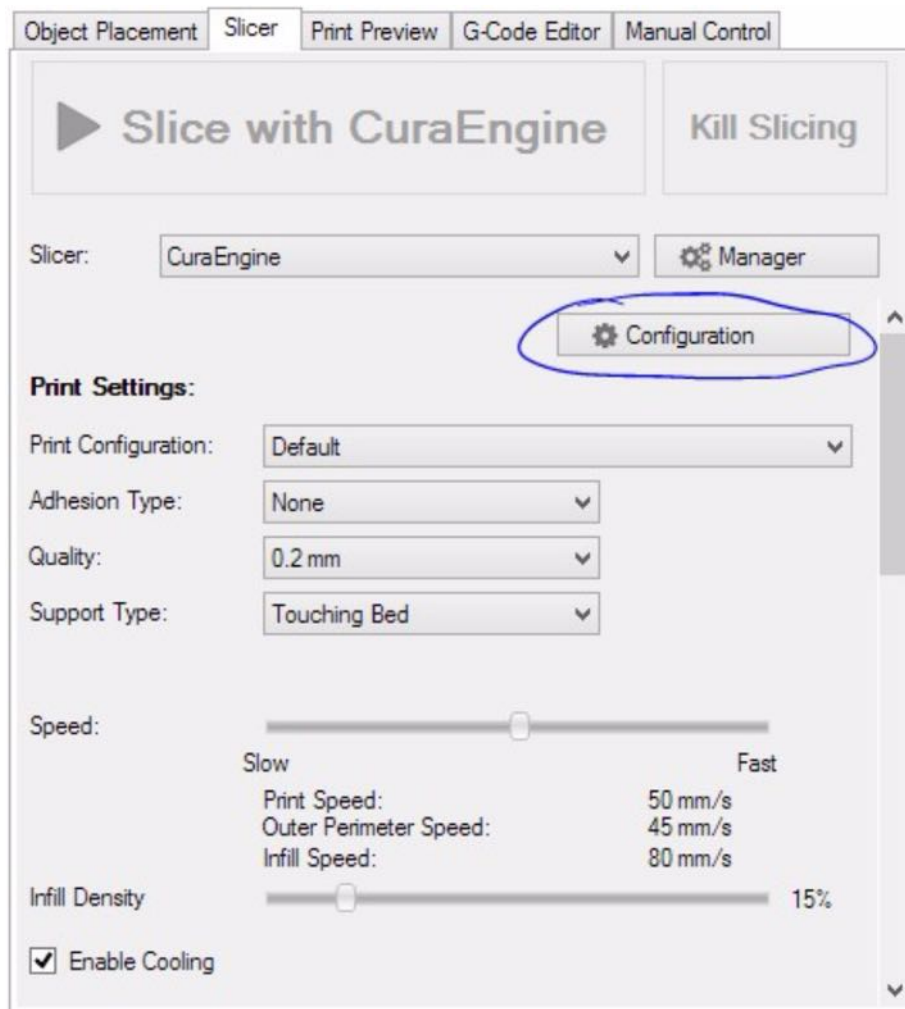 Object Placement Slicer Print Preview G-Code Editor Manual Control
Slice with CuraEngine Kill Slicing
Slicer: CuraEngine Manager
Configuration
Print Settings:
Print Configuration: Default
Adhesion Type: None
Quality: 0.2 mm
Support Type: Touching Bed
Speed:
Slow Fast
Print Speed: 50 mm/s
Outer Perimeter Speed: 45 mm/s
Infill Speed: 80 mm/s
Infill Density 15%
Enable Cooling